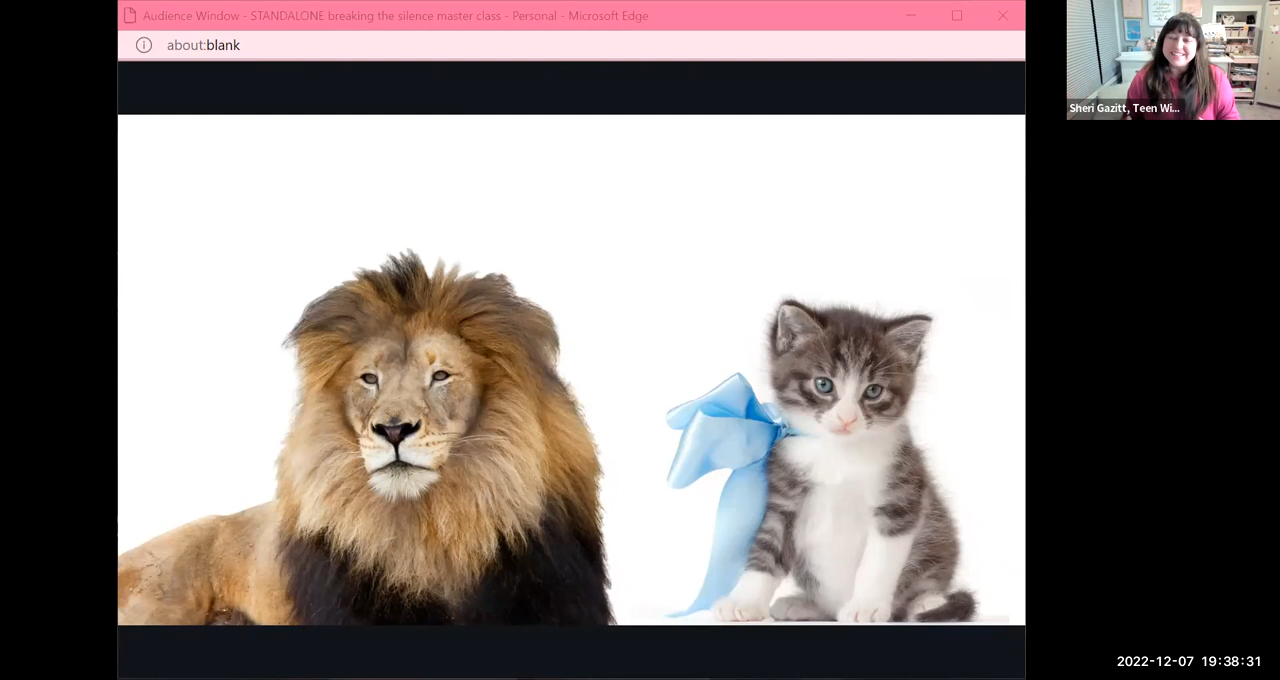 Audience Window - STANDALONE breaking the silence master class - Personal - Microsoft Edge
about:blank
Sheri Gazitt, Teen Wi...
2022-12-07 19:38:31